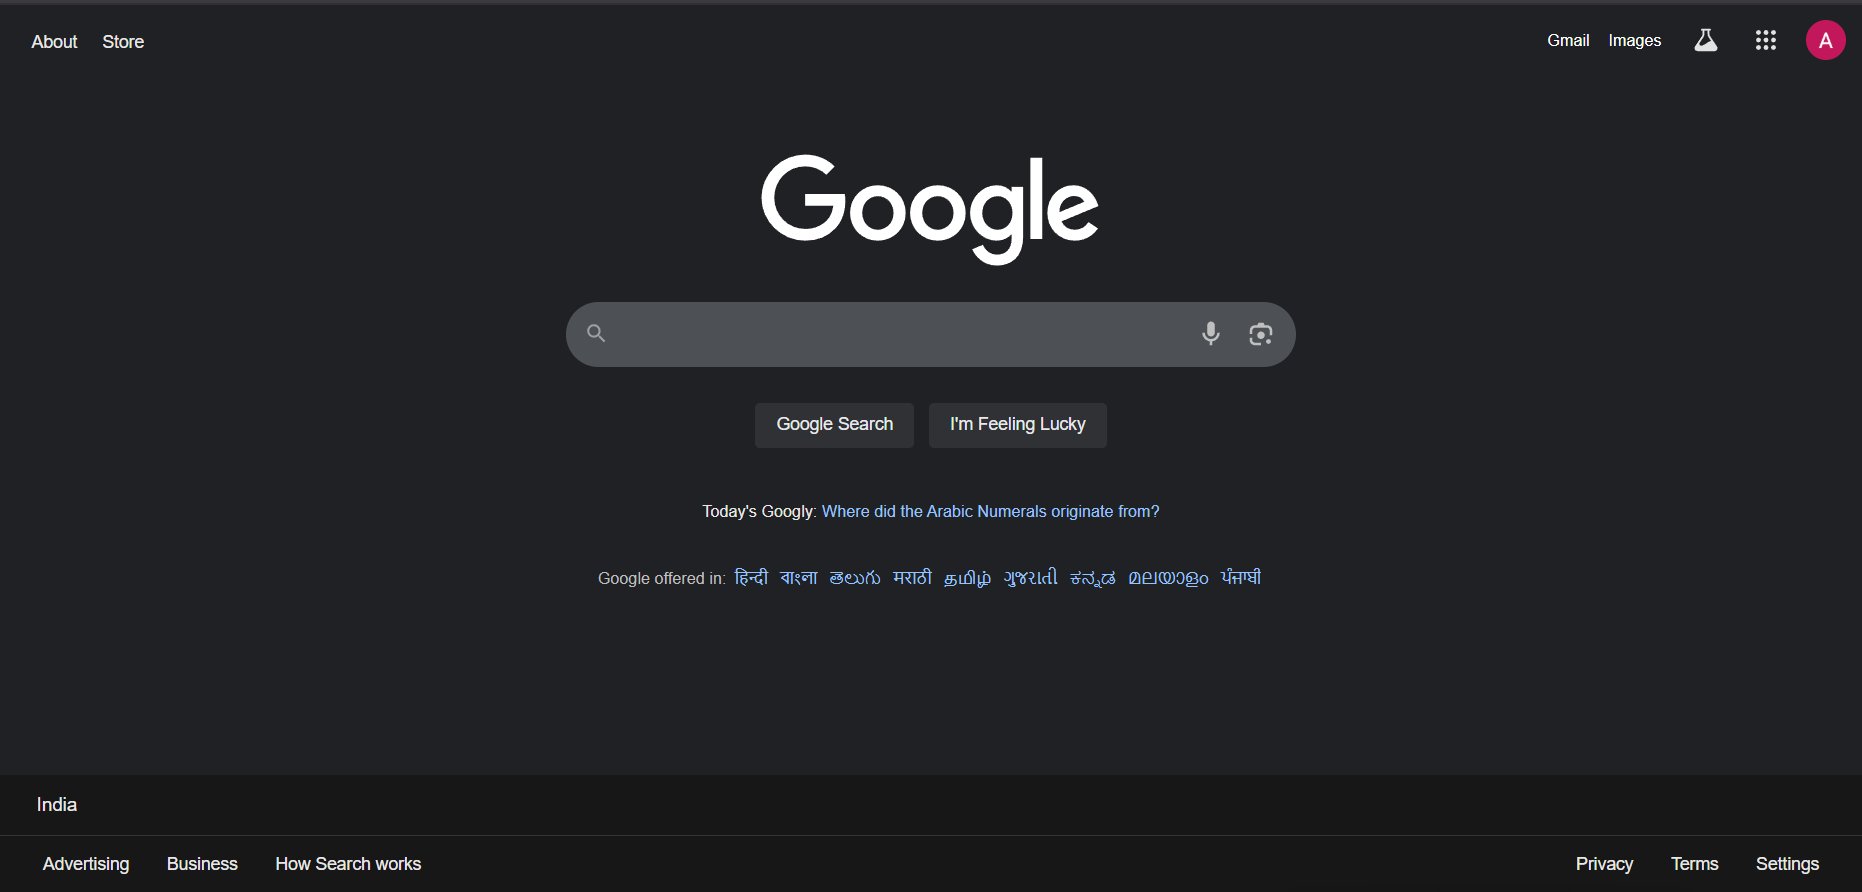 About Store Gmail Images A
Google
Google Search I'm Feeling Lucky
Today's Googly: Where did the Arabic Numerals originate from?
Google offered in: हिन्दी বাংলা తెలుగు मराठी தமிழ் ગુજરાતી ಕನ್ನಡ മലയാളം ਪੰਜਾਬੀ
India
Advertising Business How Search works Privacy Terms Settings